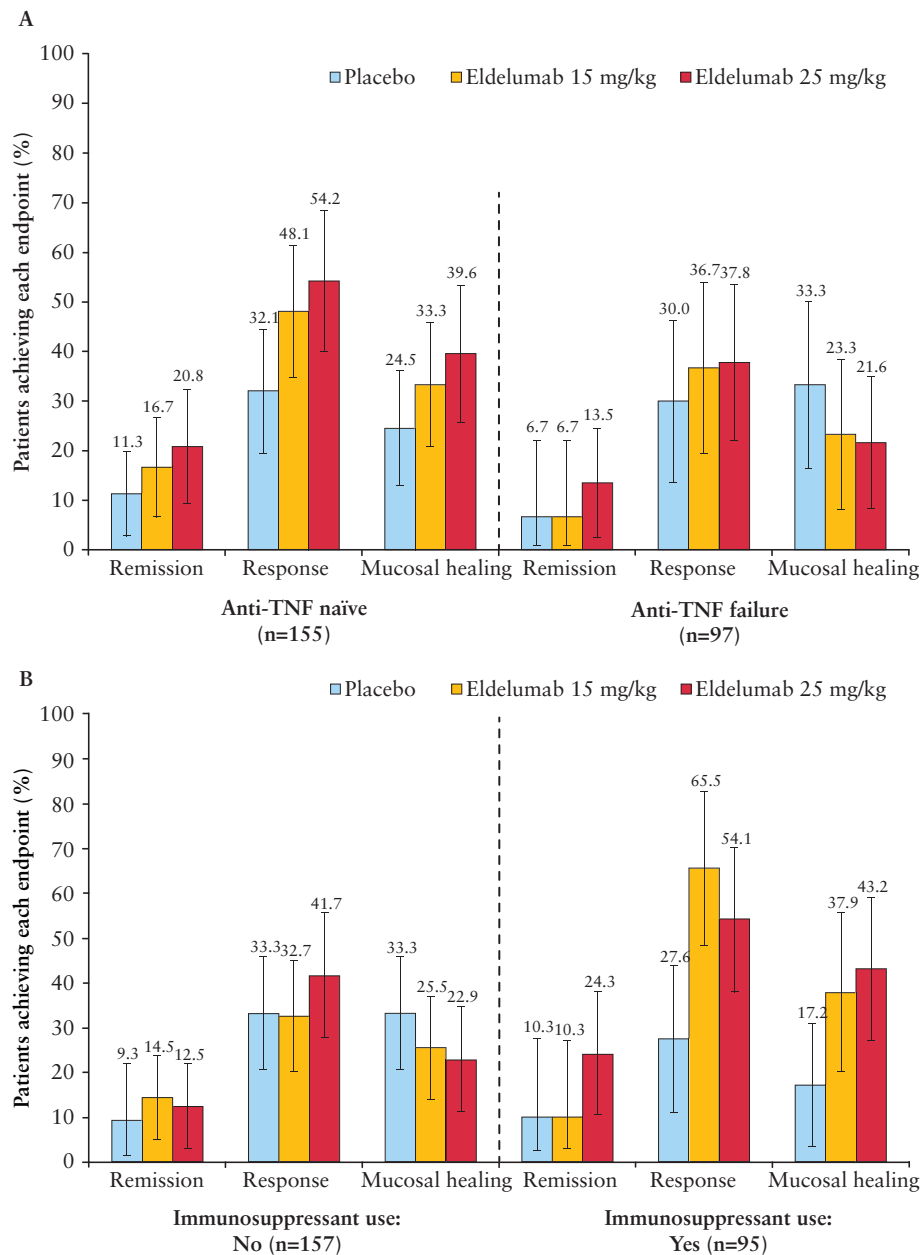 A
Placebo Eldelumab 15 mg/kg Eldelumab 25 mg/kg
Patients achieving each endpoint (%)
100
90
80
70
60
50
40
30
20
10
0
11.3 16.7 20.8
32.1 48.1 54.2
24.5 33.3 39.6
6.7 6.7 13.5
30.0 36.7 37.8
33.3 23.3 21.6
Remission Response Mucosal healing Remission Response Mucosal healing
Anti-TNF naïve
(n=155)
Anti-TNF failure
(n=97)
B
Placebo Eldelumab 15 mg/kg Eldelumab 25 mg/kg
Patients achieving each endpoint (%)
100
90
80
70
60
50
40
30
20
10
0
9.3 14.5 12.5
33.3 32.7 41.7
33.3 25.5 22.9
10.3 10.3 24.3
27.6 65.5 54.1
17.2 37.9 43.2
Remission Response Mucosal healing Remission Response Mucosal healing
Immunosuppressant use:
No (n=157)
Immunosuppressant use:
Yes (n=95)